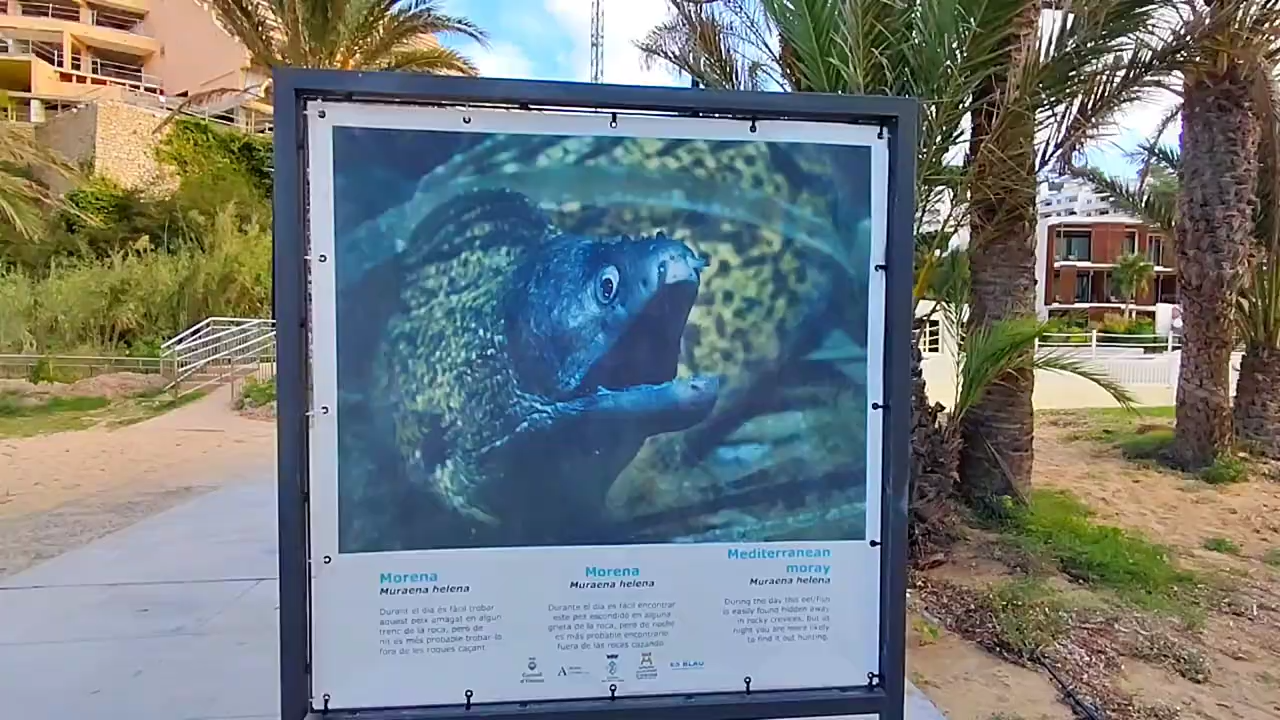 Morena
Muraena helena
Durant el dia és fàcil trobar
aquest peix amagat en algun
trenc de la roca, però de
nit és més probable trobar-lo
fora de les roques caçant.
Morena
Muraena helena
Durante el día es fácil encontrar
este pez escondido en alguna
grieta de la roca, pero de noche
es más probable encontrarlo
fuera de las rocas cazando.
Mediterranean
moray
Muraena helena
During the day this eel/fish
is easily found hidden away
in rocky crevices, but at
night you are more likely
to find it out hunting.
Consell
d'Eivissa
ES BLAU